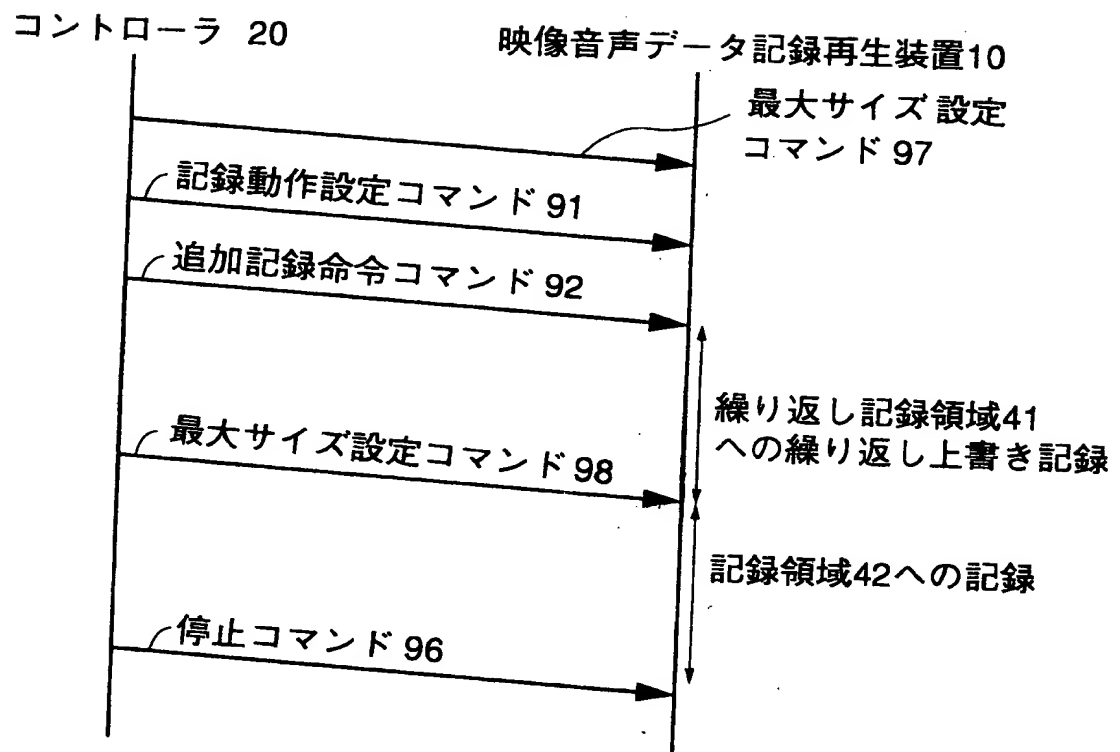 コントローラ 20
映像音声データ記録再生装置10
最大サイズ設定
コマンド 97
記録動作設定コマンド 91
追加記録命令コマンド 92
繰り返し記録領域41
への繰り返し上書き記録
最大サイズ設定コマンド 98
記録領域42への記録
停止コマンド 96